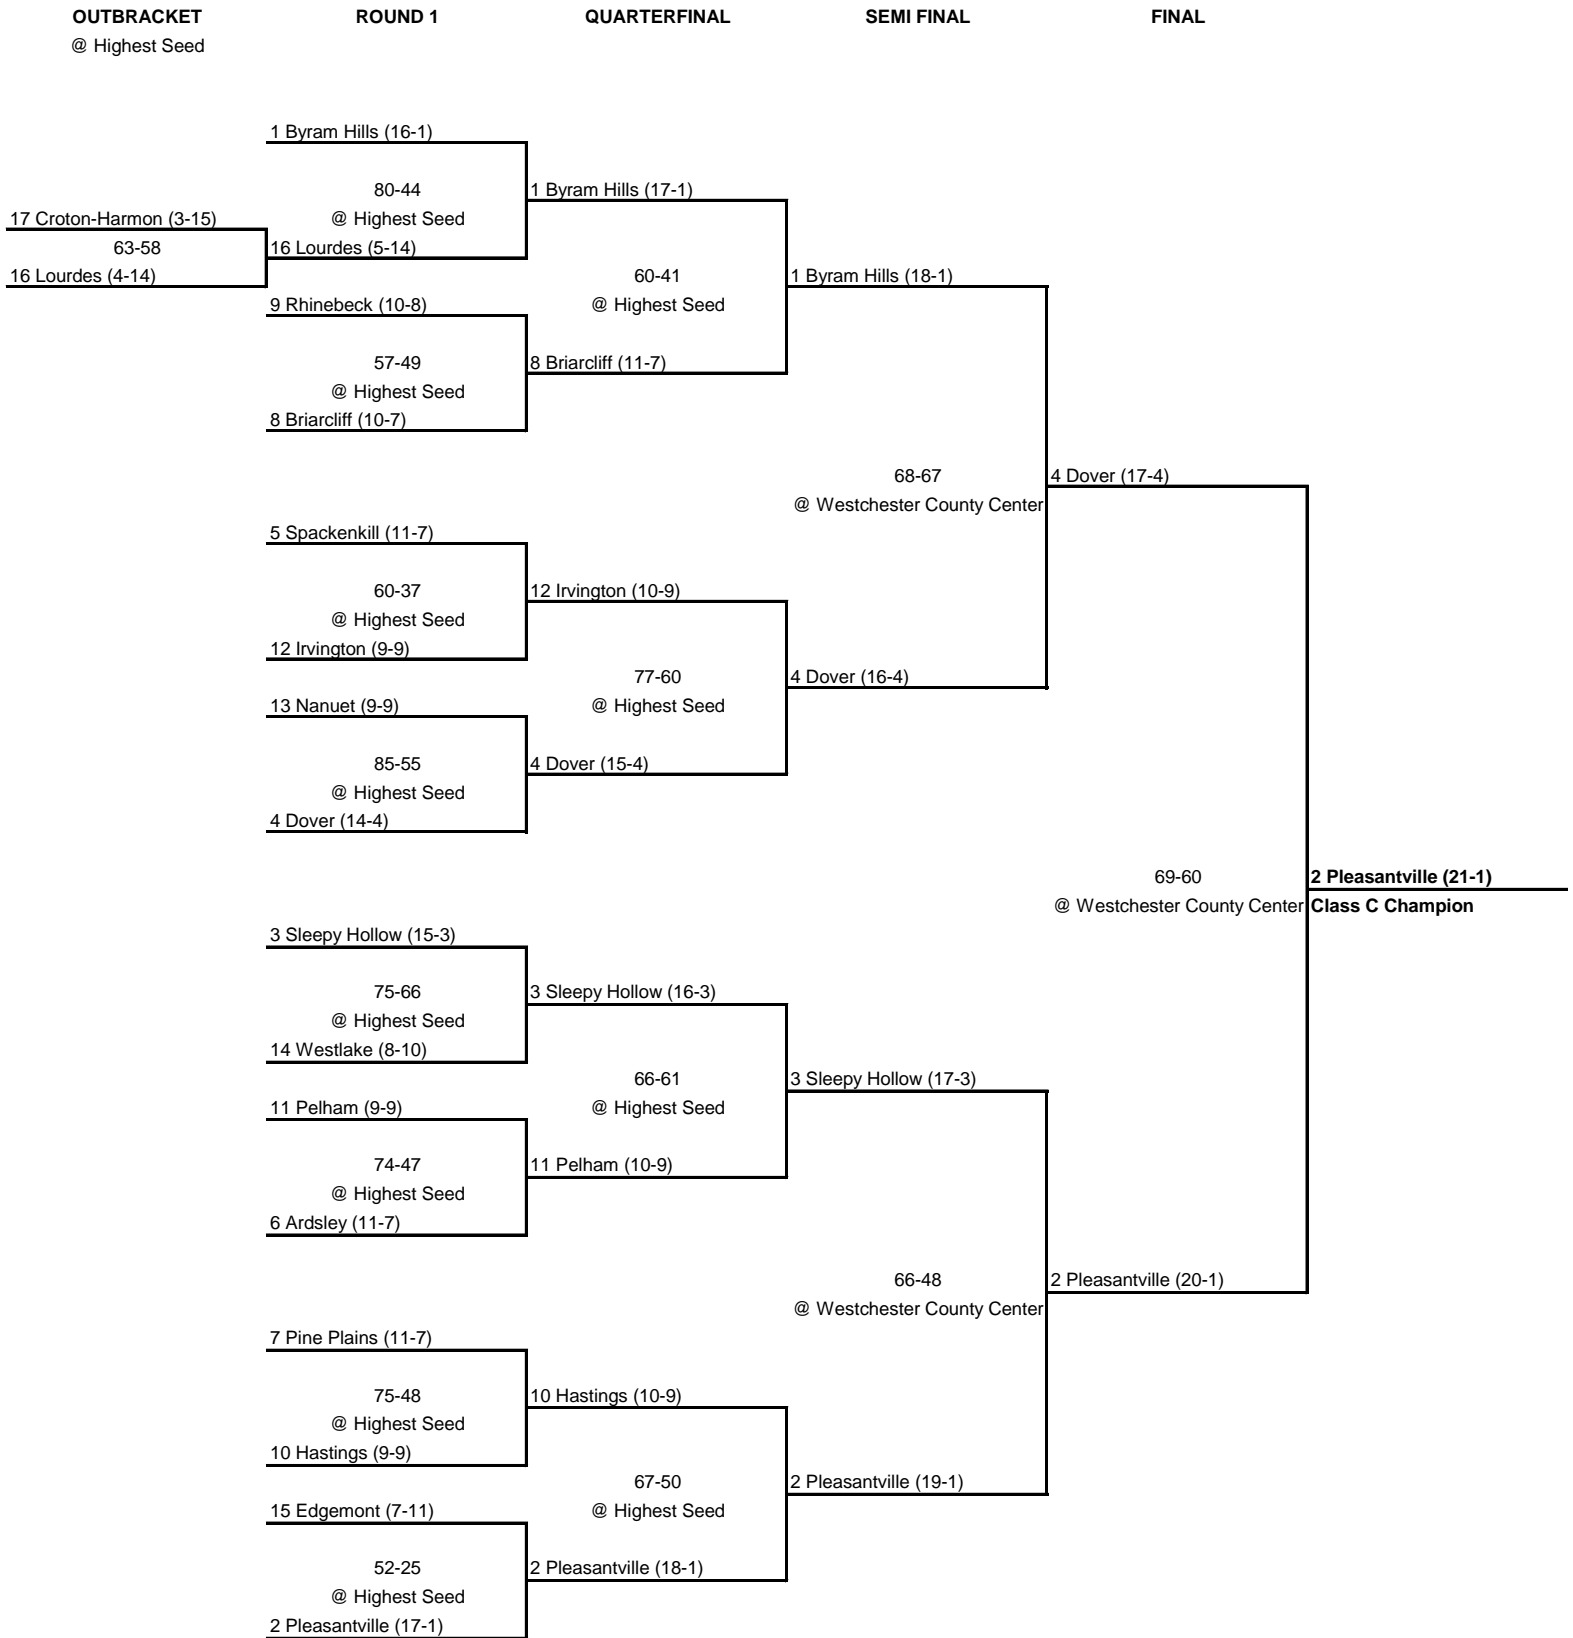 OUTBRACKET ROUND 1 QUARTERFINAL SEMI FINAL FINAL
@ Highest Seed
1 Byram Hills (16-1)
80-44 1 Byram Hills (17-1)
17 Croton-Harmon (3-15) @ Highest Seed
63-58 16 Lourdes (5-14)
16 Lourdes (4-14) 60-41 1 Byram Hills (18-1)
9 Rhinebeck (10-8) @ Highest Seed
57-49 8 Briarcliff (11-7)
@ Highest Seed
8 Briarcliff (10-7)
68-67 4 Dover (17-4)
@ Westchester County Center
5 Spackenkill (11-7)
60-37 12 Irvington (10-9)
@ Highest Seed
12 Irvington (9-9)
77-60 4 Dover (16-4)
13 Nanuet (9-9) @ Highest Seed
85-55 4 Dover (15-4)
@ Highest Seed
4 Dover (14-4)
69-60 2 Pleasantville (21-1)
@ Westchester County Center Class C Champion
3 Sleepy Hollow (15-3)
75-66 3 Sleepy Hollow (16-3)
@ Highest Seed
14 Westlake (8-10)
66-61 3 Sleepy Hollow (17-3)
11 Pelham (9-9) @ Highest Seed
74-47 11 Pelham (10-9)
@ Highest Seed
6 Ardsley (11-7)
66-48 2 Pleasantville (20-1)
@ Westchester County Center
7 Pine Plains (11-7)
75-48 10 Hastings (10-9)
@ Highest Seed
10 Hastings (9-9)
67-50 2 Pleasantville (19-1)
15 Edgemont (7-11) @ Highest Seed
52-25 2 Pleasantville (18-1)
@ Highest Seed
2 Pleasantville (17-1)